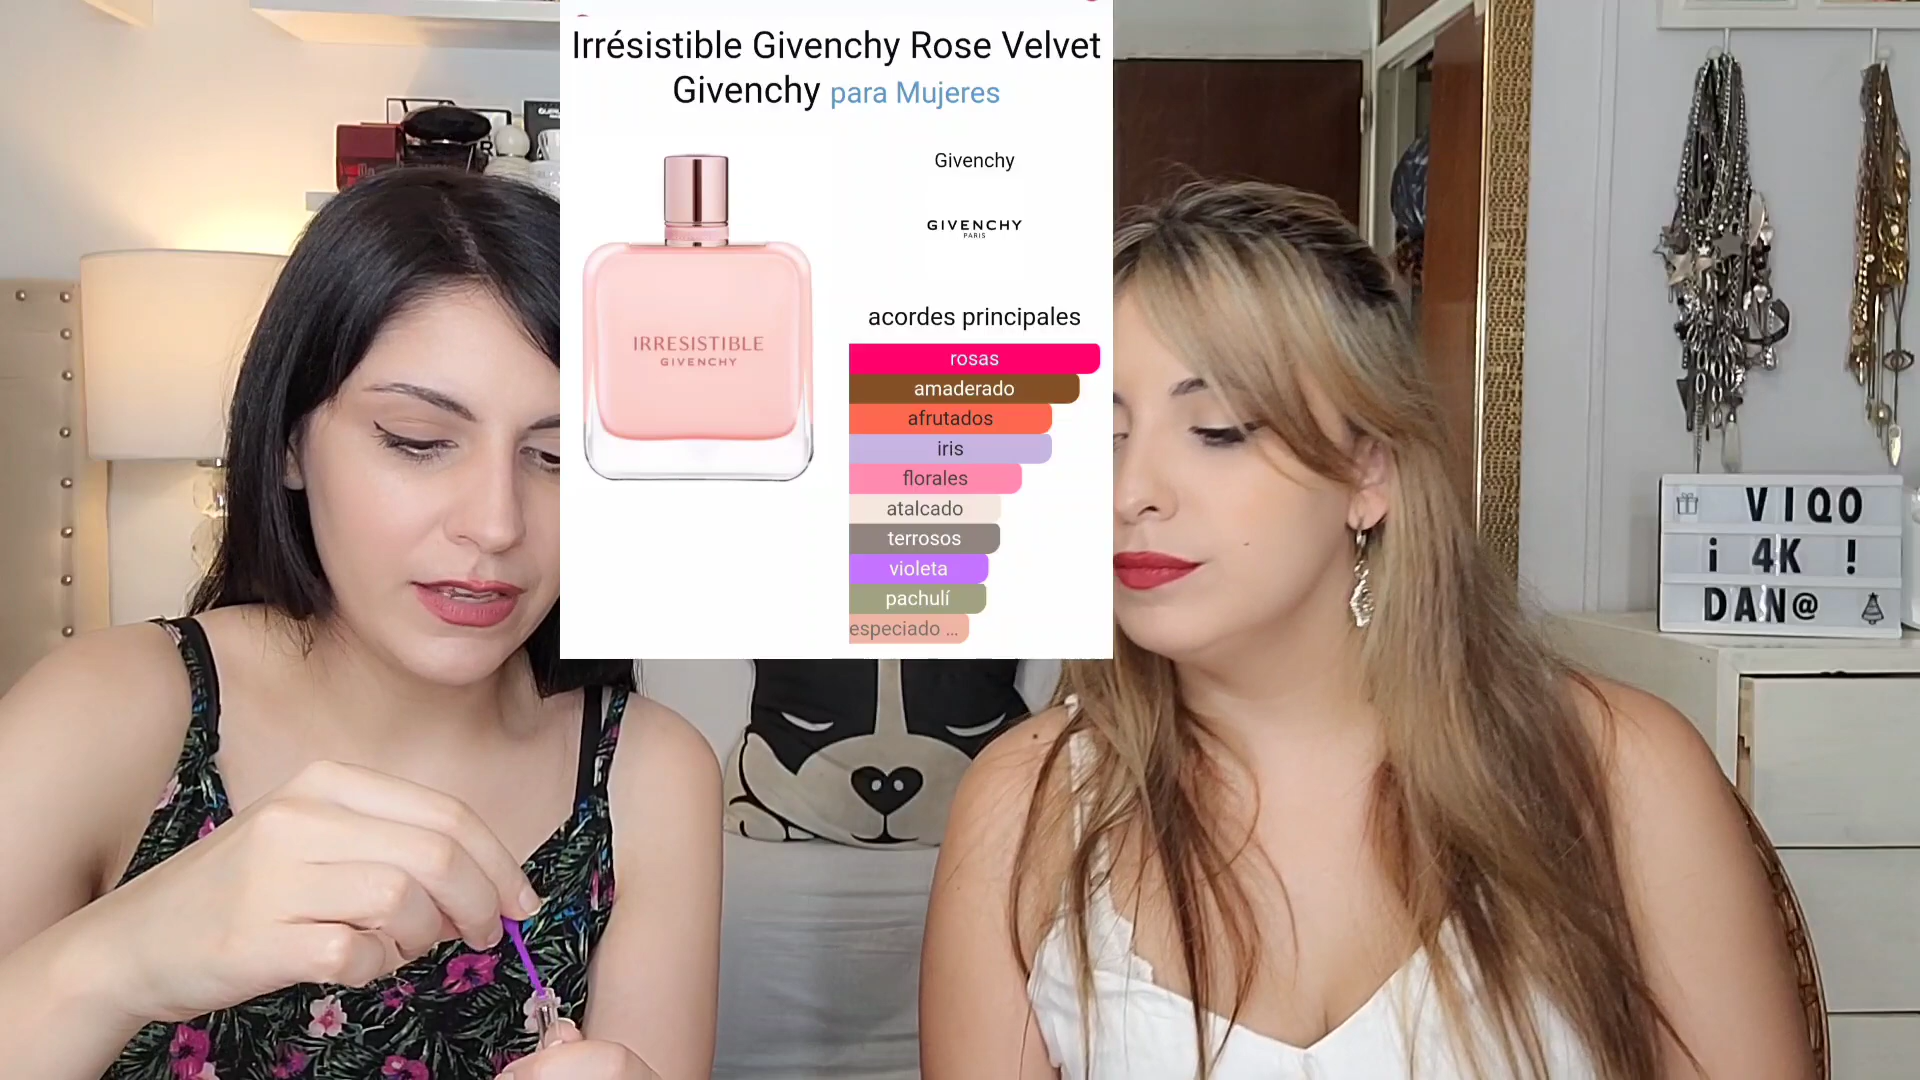 Irrésistible Givenchy Rose Velvet
Givenchy para Mujeres
Givenchy
GIVENCHY
PARIS
IRRESISTIBLE
GIVENCHY
acordes principales
rosas
amaderado
afrutados
iris
florales
atalcado
terrosos
violeta
pachulí
especiado ...
VIQO
¡ 4K !
DAN@